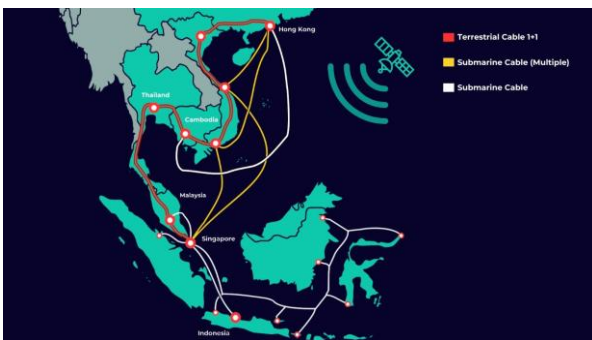 Hong Kong
Terrestrial Cable 1+1
Submarine Cable (Multiple)
Submarine Cable
Thailand
Cambodia
Malaysia
Singapore
Indonesia